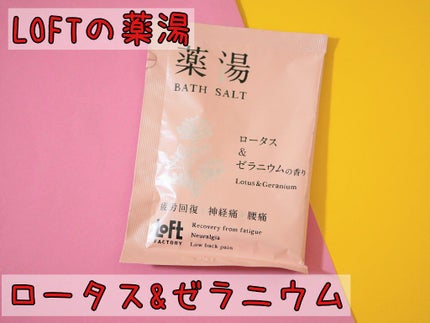 LOFTの薬湯
薬湯
BATH SALT
ロータス
&
ゼラニウムの香り
Lotus&Geranium
疲労回復 神経痛 腰痛
LOFT
FACTORY
Recovery from fatigue
Neuralgia
Low back pain
ロータス&ゼラニウム